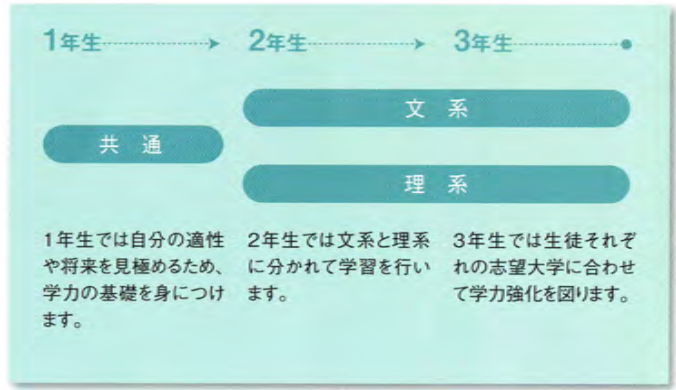 1年生
2年生
3年生
文系
共通
理系
1年生では自分の適性
や将来を見極めるため、
学力の基礎を身につけ
ます。
2年生では文系と理系
に分かれて学習を行い
ます。
3年生では生徒それぞ
れの志望大学に合わせ
て学力強化を図ります。